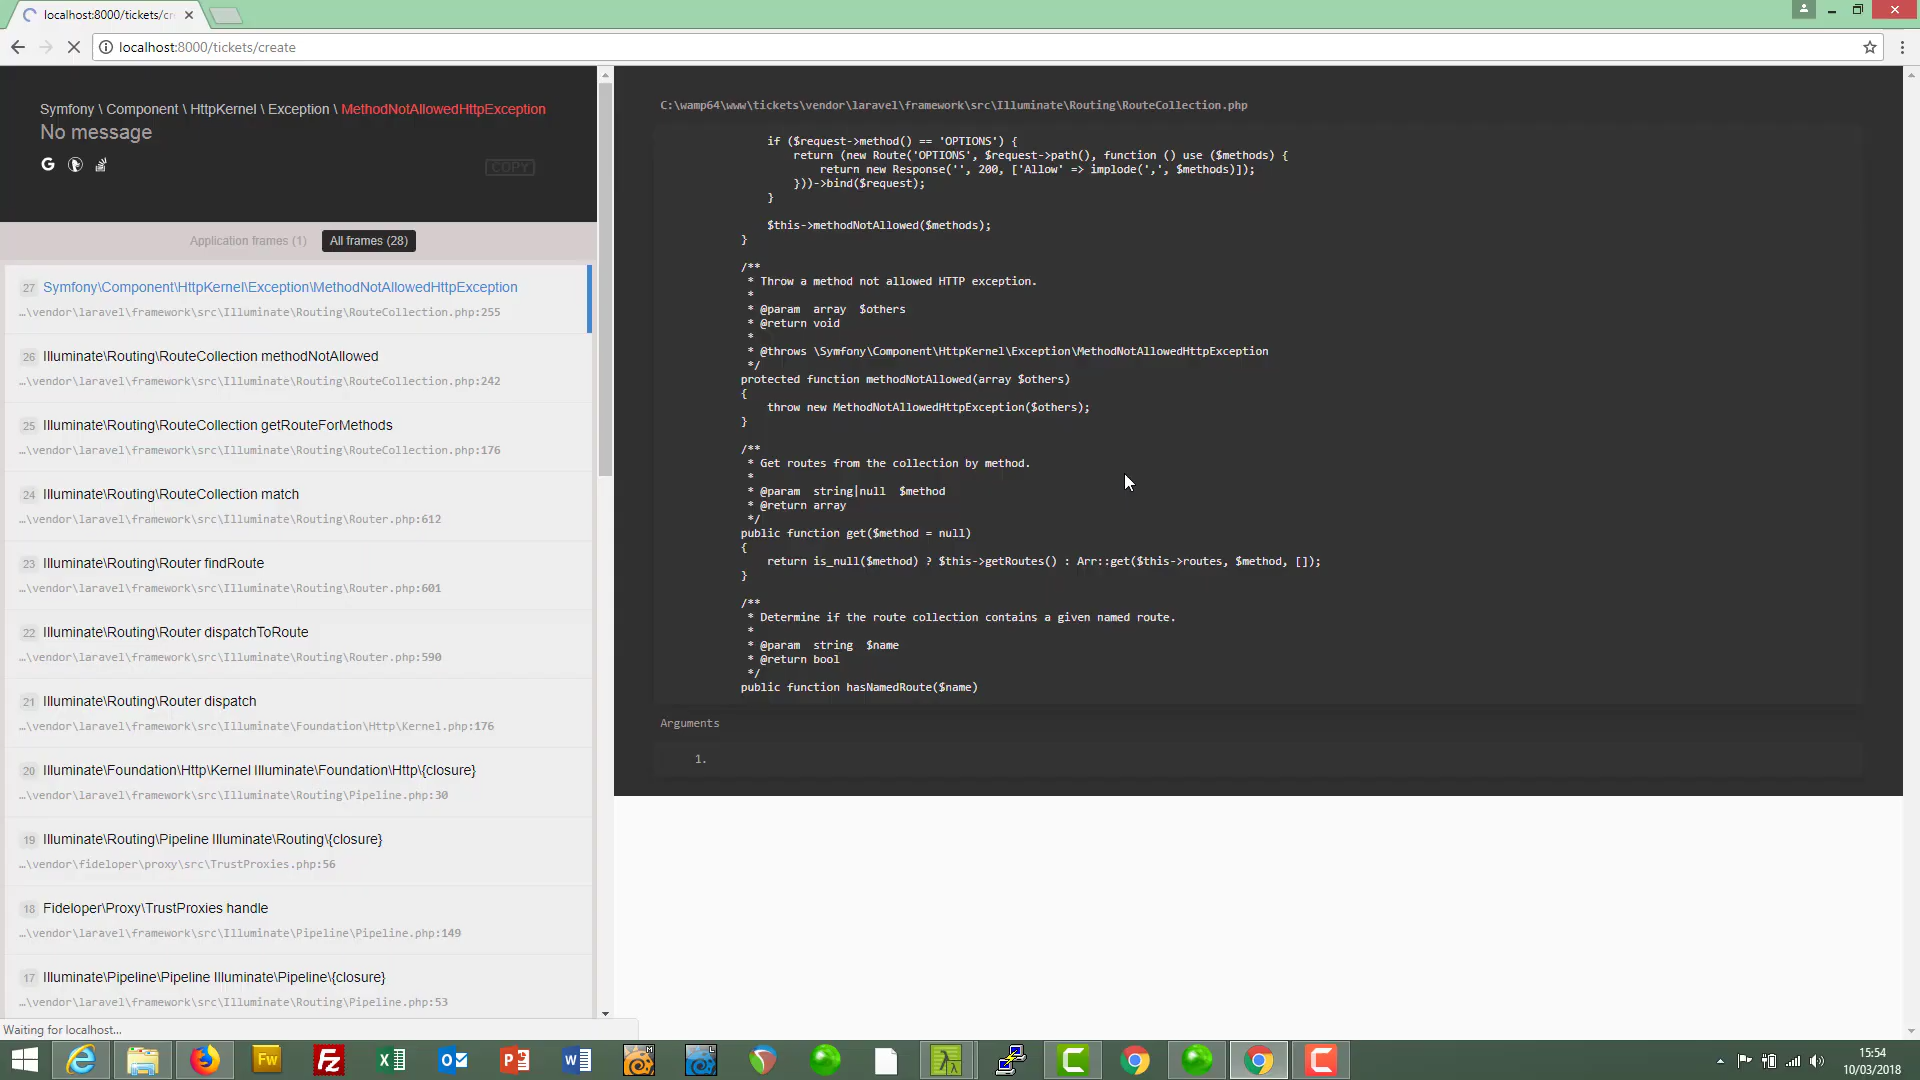 localhost:8000/tickets/cr
localhost:8000/tickets/create
Symfony \ Component \ HttpKernel \ Exception \ MethodNotAllowedHttpException
No message
COPY
Application frames (1)
All frames (28)
27 Symfony\Component\HttpKernel\Exception\MethodNotAllowedHttpException
…\vendor\laravel\framework\src\Illuminate\Routing\RouteCollection.php:255
26 Illuminate\Routing\RouteCollection methodNotAllowed
…\vendor\laravel\framework\src\Illuminate\Routing\RouteCollection.php:242
25 Illuminate\Routing\RouteCollection getRouteForMethods
…\vendor\laravel\framework\src\Illuminate\Routing\RouteCollection.php:176
24 Illuminate\Routing\RouteCollection match
…\vendor\laravel\framework\src\Illuminate\Routing\Router.php:612
23 Illuminate\Routing\Router findRoute
…\vendor\laravel\framework\src\Illuminate\Routing\Router.php:601
22 Illuminate\Routing\Router dispatchToRoute
…\vendor\laravel\framework\src\Illuminate\Routing\Router.php:590
21 Illuminate\Routing\Router dispatch
…\vendor\laravel\framework\src\Illuminate\Foundation\Http\Kernel.php:176
20 Illuminate\Foundation\Http\Kernel Illuminate\Foundation\Http\{closure}
…\vendor\laravel\framework\src\Illuminate\Routing\Pipeline.php:30
19 Illuminate\Routing\Pipeline Illuminate\Routing\{closure}
…\vendor\fideloper\proxy\src\TrustProxies.php:56
18 Fideloper\Proxy\TrustProxies handle
…\vendor\laravel\framework\src\Illuminate\Pipeline\Pipeline.php:149
17 Illuminate\Pipeline\Pipeline Illuminate\Pipeline\{closure}
…\vendor\laravel\framework\src\Illuminate\Routing\Pipeline.php:53
Waiting for localhost...
C:\wamp64\www\tickets\vendor\laravel\framework\src\Illuminate\Routing\RouteCollection.php
if ($request->method() == 'OPTIONS') {
return (new Route('OPTIONS', $request->path(), function () use ($methods) {
return new Response('', 200, ['Allow' => implode(',', $methods)]);
}))->bind($request);
}
$this->methodNotAllowed($methods);
}
/**
* Throw a method not allowed HTTP exception.
*
* @param  array  $others
* @return void
*
* @throws \Symfony\Component\HttpKernel\Exception\MethodNotAllowedHttpException
*/
protected function methodNotAllowed(array $others)
{
throw new MethodNotAllowedHttpException($others);
}
/**
* Get routes from the collection by method.
*
* @param  string|null  $method
* @return array
*/
public function get($method = null)
{
return is_null($method) ? $this->getRoutes() : Arr::get($this->routes, $method, []);
}
/**
* Determine if the route collection contains a given named route.
*
* @param  string  $name
* @return bool
*/
public function hasNamedRoute($name)
Arguments
1.
15:54
10/03/2018